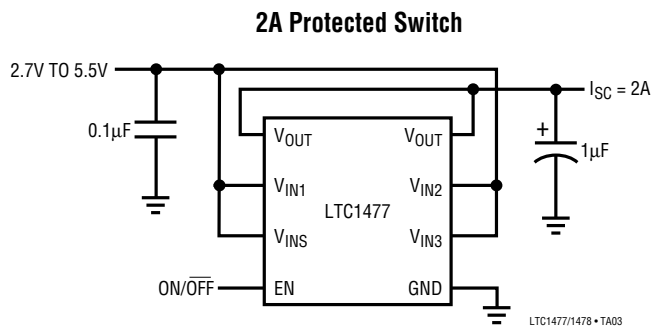 2A Protected Switch
2.7V TO 5.5V
I_SC = 2A
0.1µF
+
1µF
V_OUT
V_OUT
V_IN1
V_IN2
LTC1477
V_INS
V_IN3
ON/O̅F̅F̅
EN
GND
LTC1477/1478 • TA03